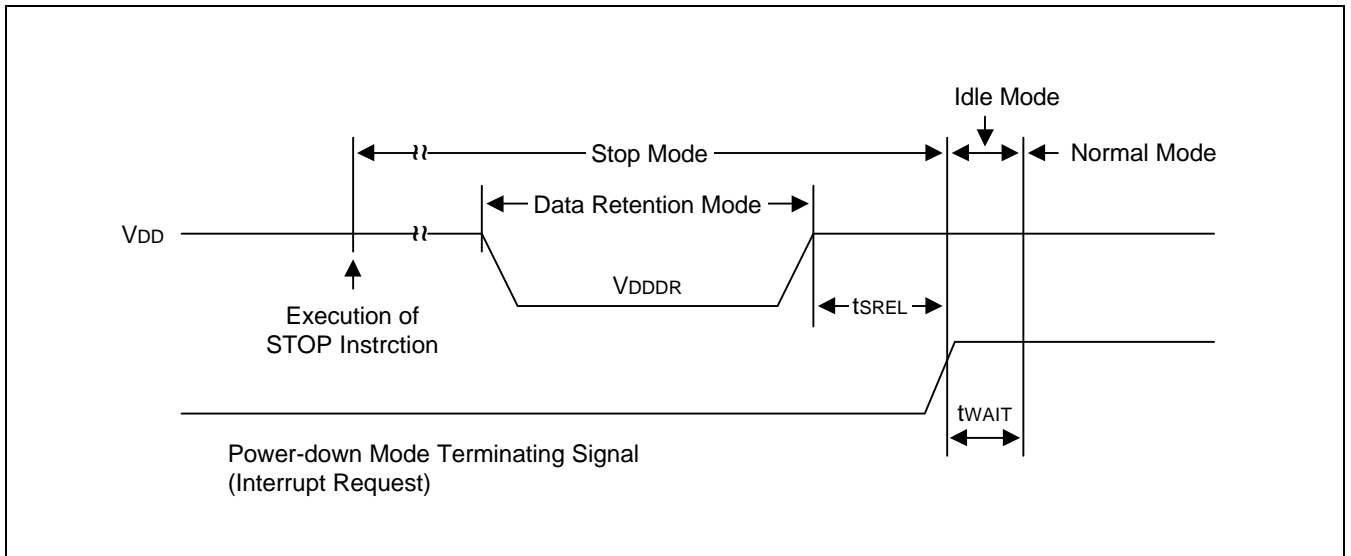 Idle Mode
Stop Mode
Normal Mode
Data Retention Mode
VDD
VDDDR
tSREL
Execution of
STOP Instrction
tWAIT
Power-down Mode Terminating Signal
(Interrupt Request)